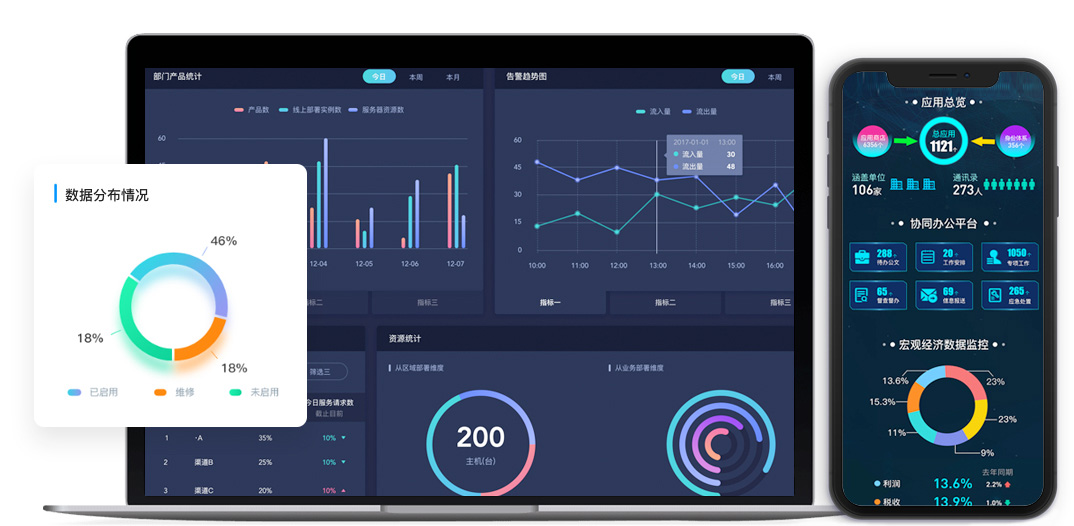 部门产品统计
今日
本周
本月
产品数
线上部署实例数
服务器资源数
60
12-04
12-05
12-06
12-07
指标三
告警趋势图
今日
本周
流入量
流出量
60
45
30
15
0
2017-01-01 13:00
流入量 30
流出量 48
10:00
11:00
12:00
13:00
14:00
15:00
16:00
指标一
指标二
指标三
数据分布情况
46%
18%
18%
已启用
维修
未启用
筛选三
今日服务请求数
截止目前
1 -A 35% 10%
2 渠道B 25% 10%
3 渠道C 20% 10%
资源统计
从区域部署维度
200
主机(台)
从业务部署维度
应用总览
应用商店
6356个
总应用
1121个
身份体系
356个
涵盖单位
106家
通讯录
273人
协同办公平台
288个
待办公文
20个
工作安排
1050个
专项工作
65个
督查督办
69个
信息报送
265个
应急处置
宏观经济数据监控
13.6%
23%
15.3%
23%
11%
9%
去年同期
利润 13.6% 2.2%
税收 13.9% 1.0%